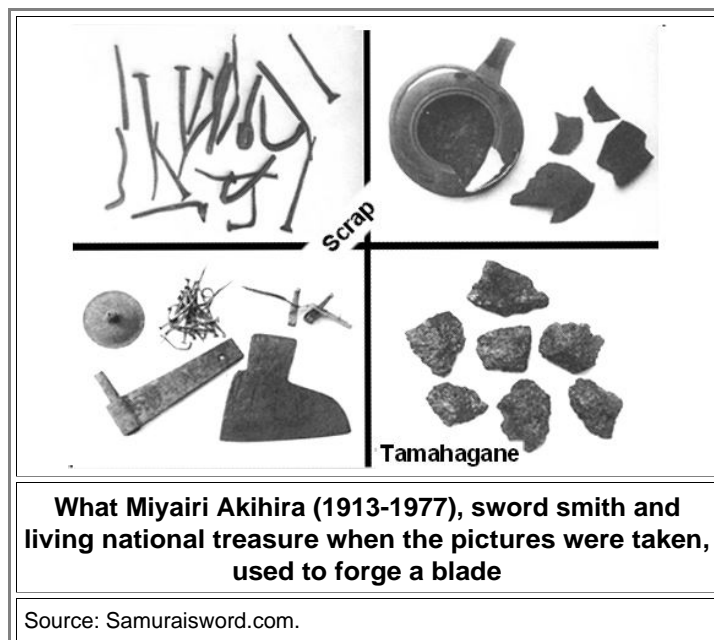 Scrap
Tamahagane
What Miyairi Akihira (1913-1977), sword smith and
living national treasure when the pictures were taken,
used to forge a blade
Source: Samuraisword.com.